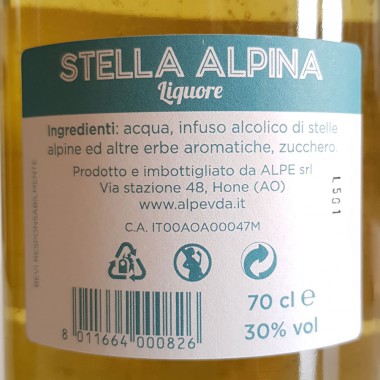 STELLA ALPINA
Liquore
Ingredienti: acqua, infuso alcolico di stelle
alpine ed altre erbe aromatiche, zucchero.
Prodotto e imbottigliato da ALPE srl
Via stazione 48, Hone (AO)
www.alpevda.it
C.A. IT00AOA00047M
BEVI RESPONSABILMENTE
L501
70 cl e
30% vol
8 011664 000826